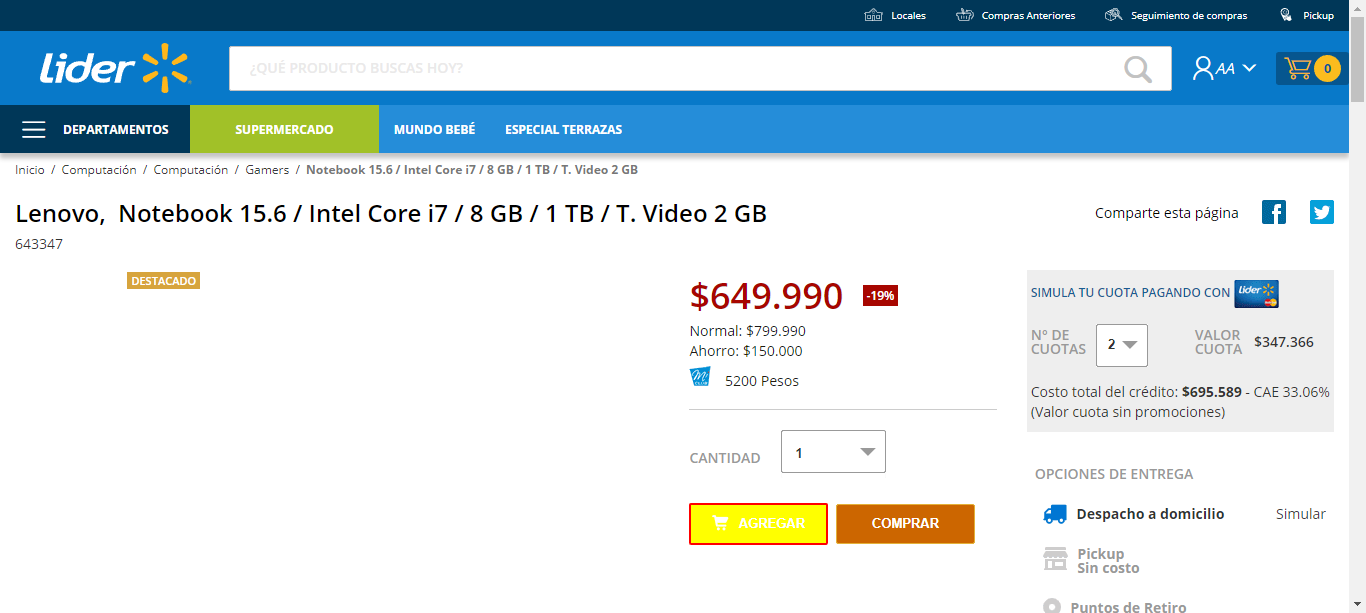 Locales
Compras Anteriores
Seguimiento de compras
Pickup
Lider
¿QUÉ PRODUCTO BUSCAS HOY?
AA
0
DEPARTAMENTOS
SUPERMERCADO
MUNDO BEBÉ
ESPECIAL TERRAZAS
Inicio / Computación / Computación / Gamers / Notebook 15.6 / Intel Core i7 / 8 GB / 1 TB / T. Video 2 GB
Lenovo, Notebook 15.6 / Intel Core i7 / 8 GB / 1 TB / T. Video 2 GB
Comparte esta página
643347
DESTACADO
$649.990
-19%
Normal: $799.990
Ahorro: $150.000
Mi CLUB
5200 Pesos
CANTIDAD
1
AGREGAR
COMPRAR
SIMULA TU CUOTA PAGANDO CON
Lider
N° DE
CUOTAS
2
VALOR
CUOTA
$347.366
Costo total del crédito: $695.589 - CAE 33.06%
(Valor cuota sin promociones)
OPCIONES DE ENTREGA
Despacho a domicilio
Simular
Pickup
Sin costo
Puntos de Retiro